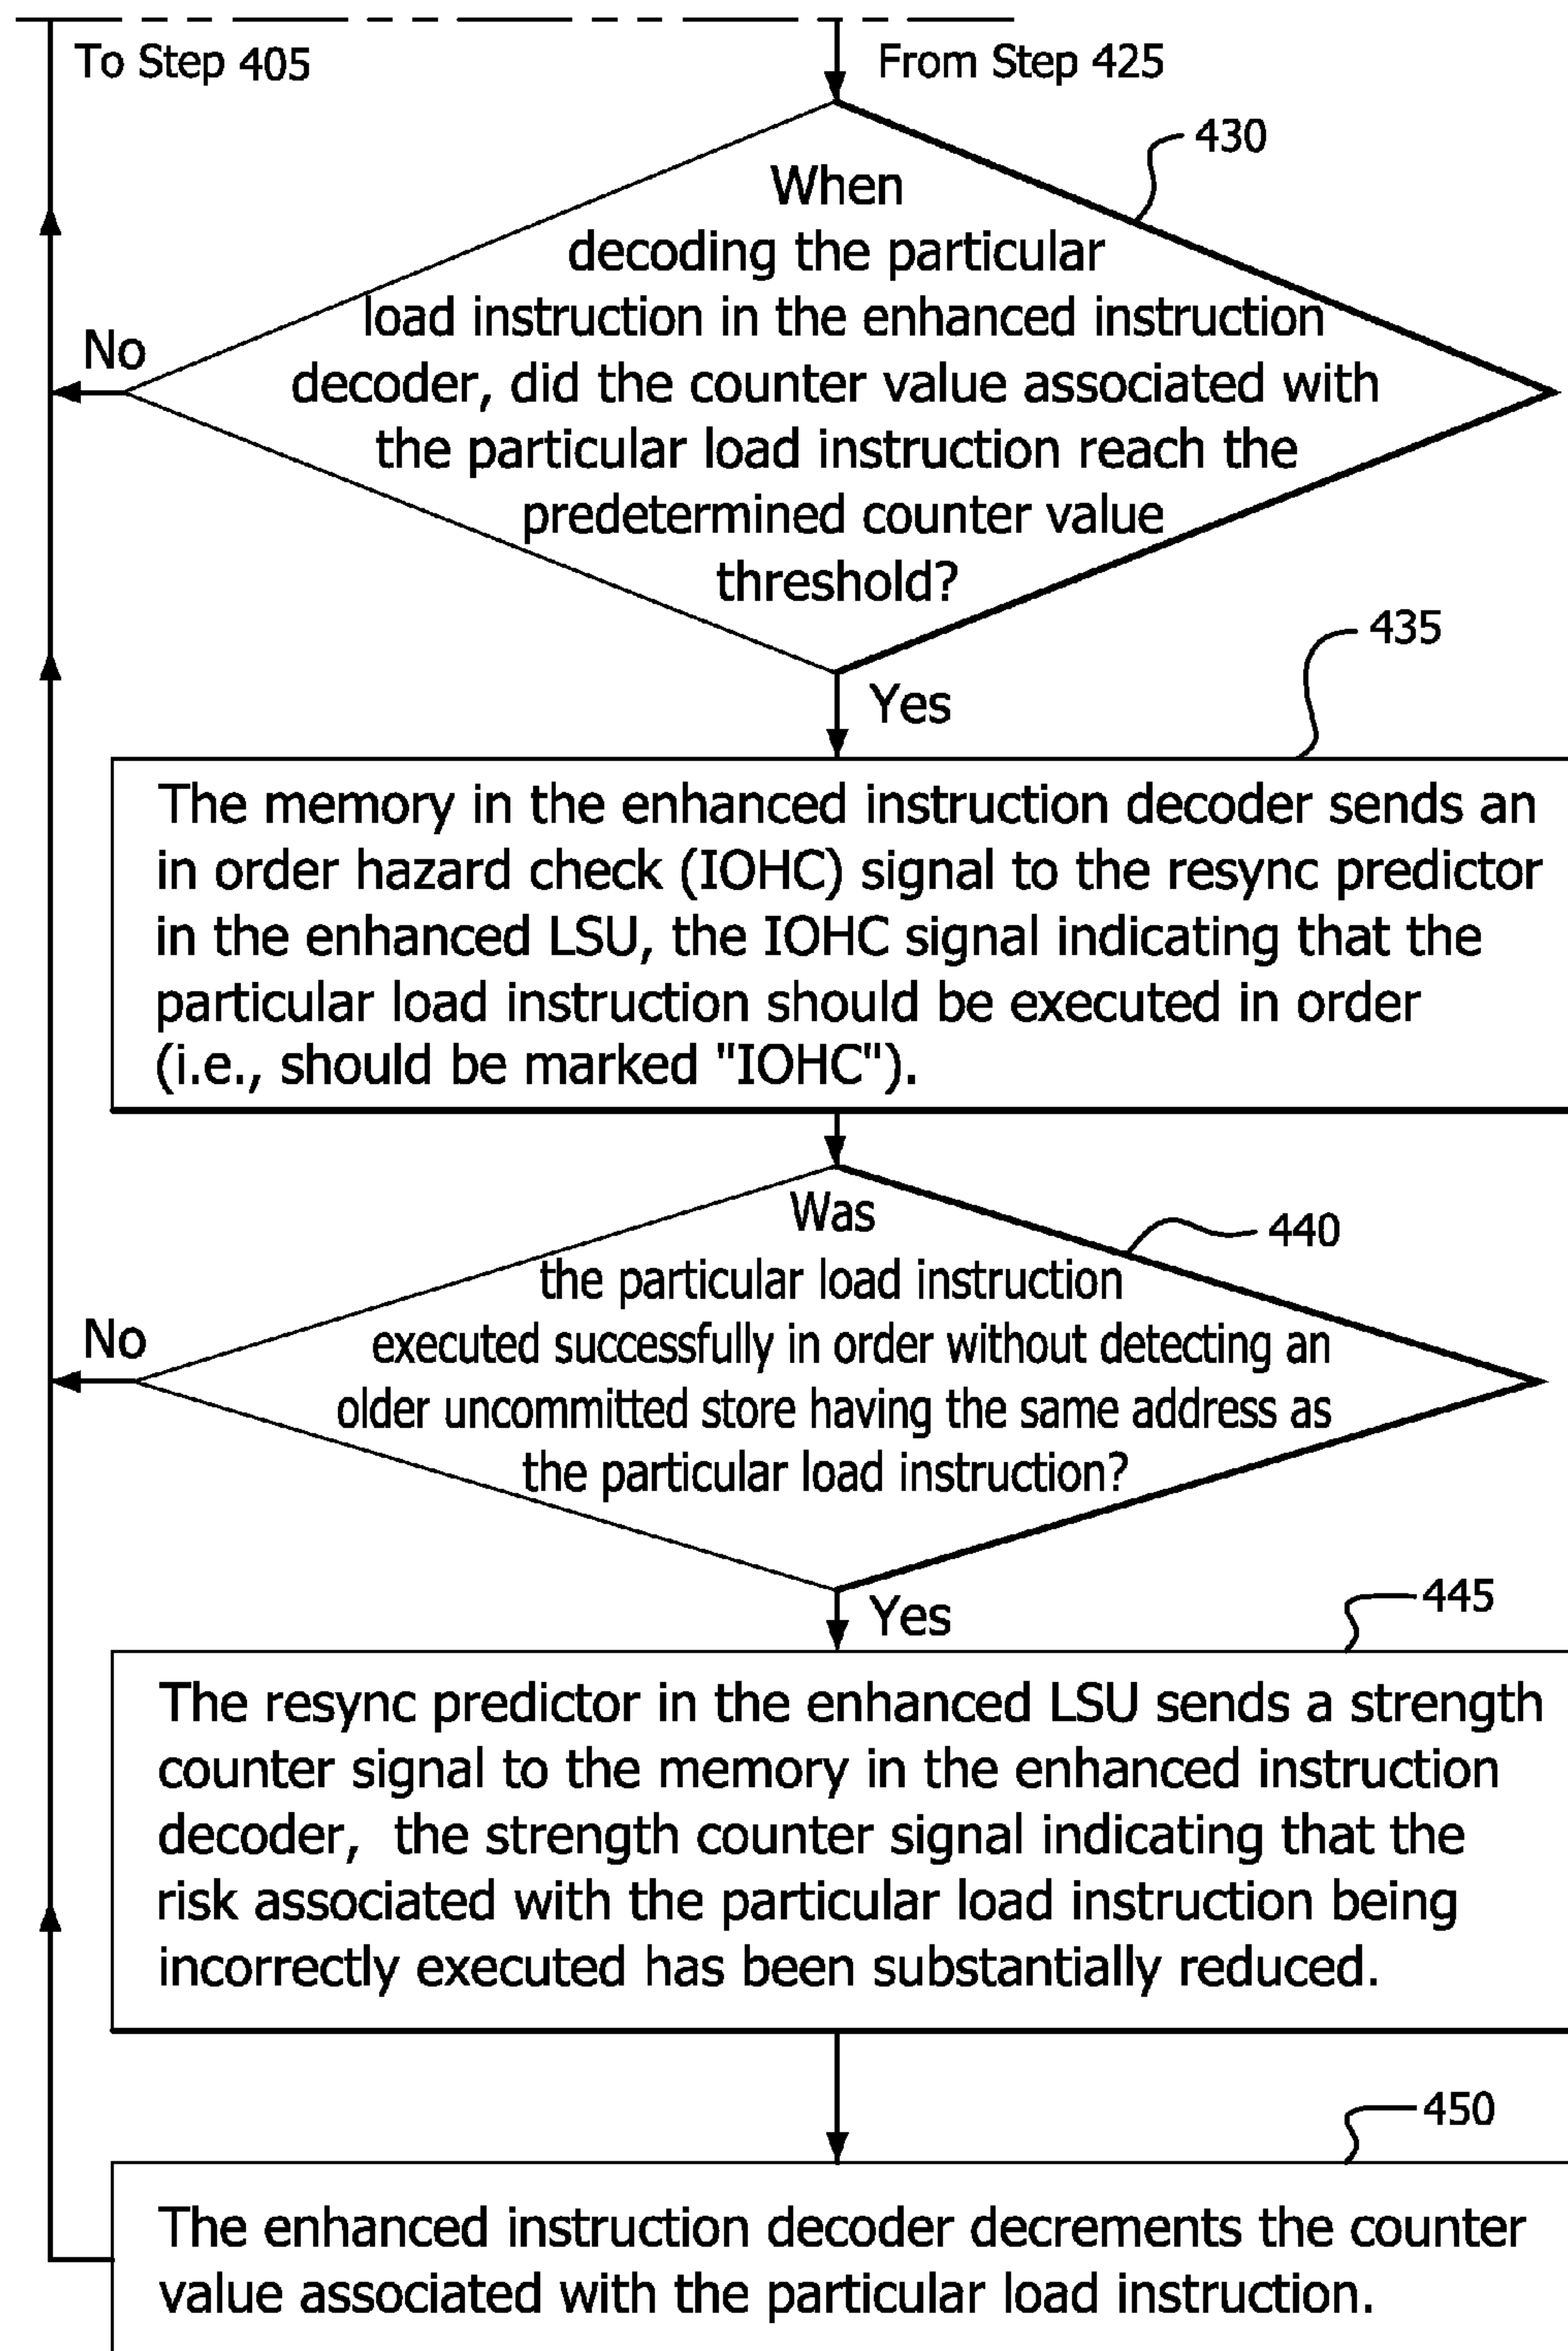 To Step 405
From Step 425
430
When
decoding the particular
load instruction in the enhanced instruction
decoder, did the counter value associated with
the particular load instruction reach the
predetermined counter value
threshold?
No
Yes
435
The memory in the enhanced instruction decoder sends an
in order hazard check (IOHC) signal to the resync predictor
in the enhanced LSU, the IOHC signal indicating that the
particular load instruction should be executed in order
(i.e., should be marked "IOHC").
440
Was
the particular load instruction
executed successfully in order without detecting an
older uncommitted store having the same address as
the particular load instruction?
No
Yes
445
The resync predictor in the enhanced LSU sends a strength
counter signal to the memory in the enhanced instruction
decoder, the strength counter signal indicating that the
risk associated with the particular load instruction being
incorrectly executed has been substantially reduced.
450
The enhanced instruction decoder decrements the counter
value associated with the particular load instruction.